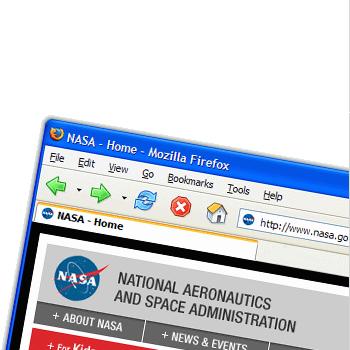 NASA - Home - Mozilla Firefox
File Edit View Go Bookmarks Tools Help
http://www.nasa.go
NASA - Home
NASA
NATIONAL AERONAUTICS
AND SPACE ADMINISTRATION
+ ABOUT NASA + NEWS & EVENTS
+ For Kids